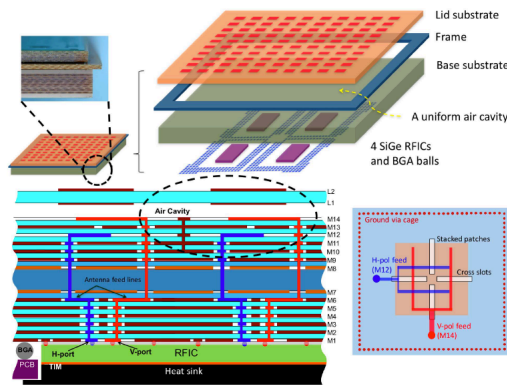 Lid substrate
Frame
Base substrate
A uniform air cavity
4 SiGe RFICs
and BGA balls
L2
L1
Air Cavity
M14
M13
M12
M11
M10
M9
M8
Antenna feed lines
M7
M6
M5
M4
M3
M2
M1
H-port
V-port
RFIC
BGA
PCB
TIM
Heat sink
Ground via cage
Stacked patches
H-pol feed
(M12)
Cross slots
V-pol feed
(M14)